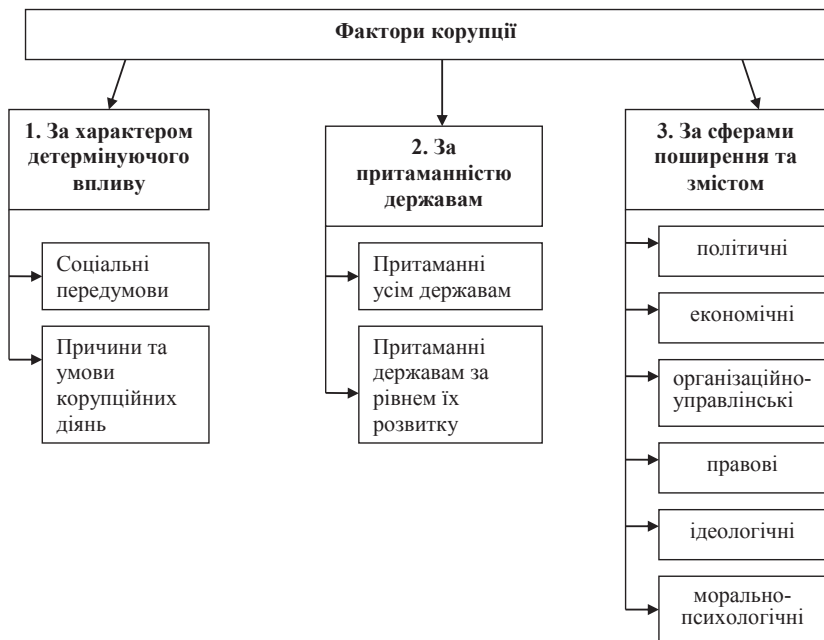 Фактори корупції
1. За характером
детермінуючого
впливу
Соціальні
передумови
Причини та
умови
корупційних
діянь
2. За
притаманністю
державам
Притаманні
усім державам
Притаманні
державам за
рівнем їх
розвитку
3. За сферами
поширення та
змістом
політичні
економічні
організаційно-
управлінські
правові
ідеологічні
морально-
психологічні